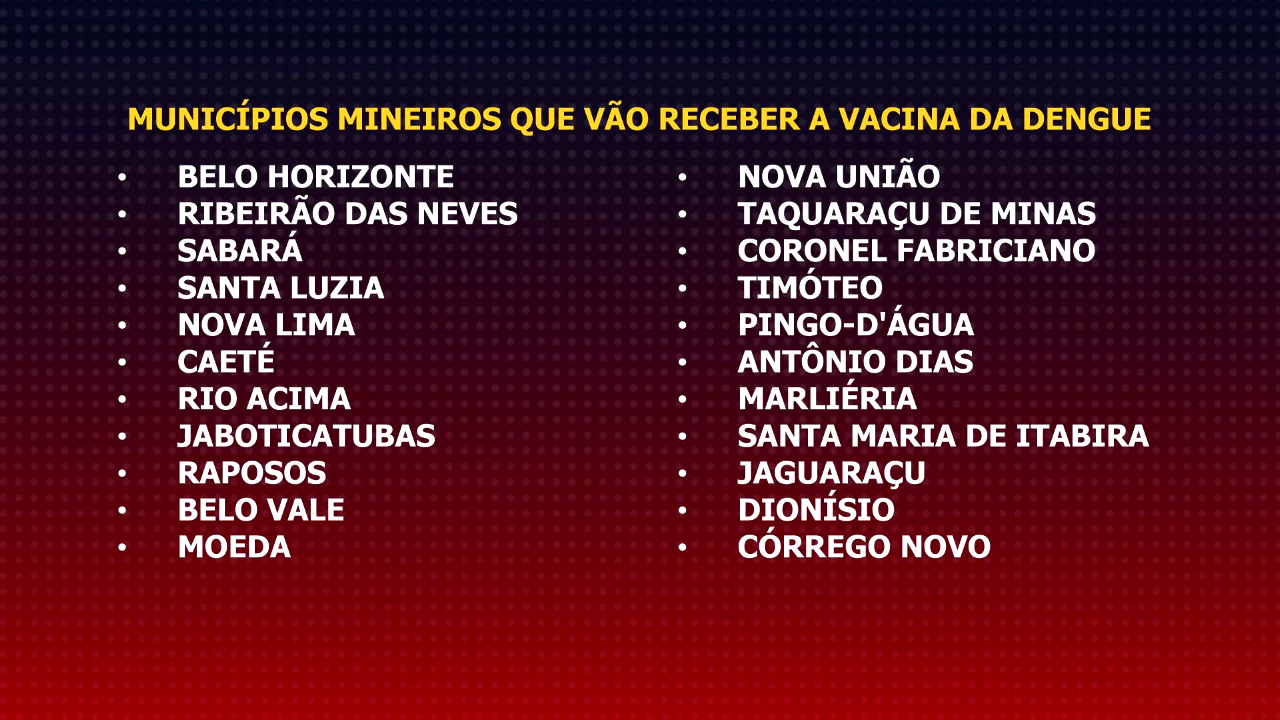 MUNICÍPIOS MINEIROS QUE VÃO RECEBER A VACINA DA DENGUE
• BELO HORIZONTE
• RIBEIRÃO DAS NEVES
• SABARÁ
• SANTA LUZIA
• NOVA LIMA
• CAETÉ
• RIO ACIMA
• JABOTICATUBAS
• RAPOSOS
• BELO VALE
• MOEDA
• NOVA UNIÃO
• TAQUARAÇU DE MINAS
• CORONEL FABRICIANO
• TIMÓTEO
• PINGO-D'ÁGUA
• ANTÔNIO DIAS
• MARLIÉRIA
• SANTA MARIA DE ITABIRA
• JAGUARAÇU
• DIONÍSIO
• CÓRREGO NOVO